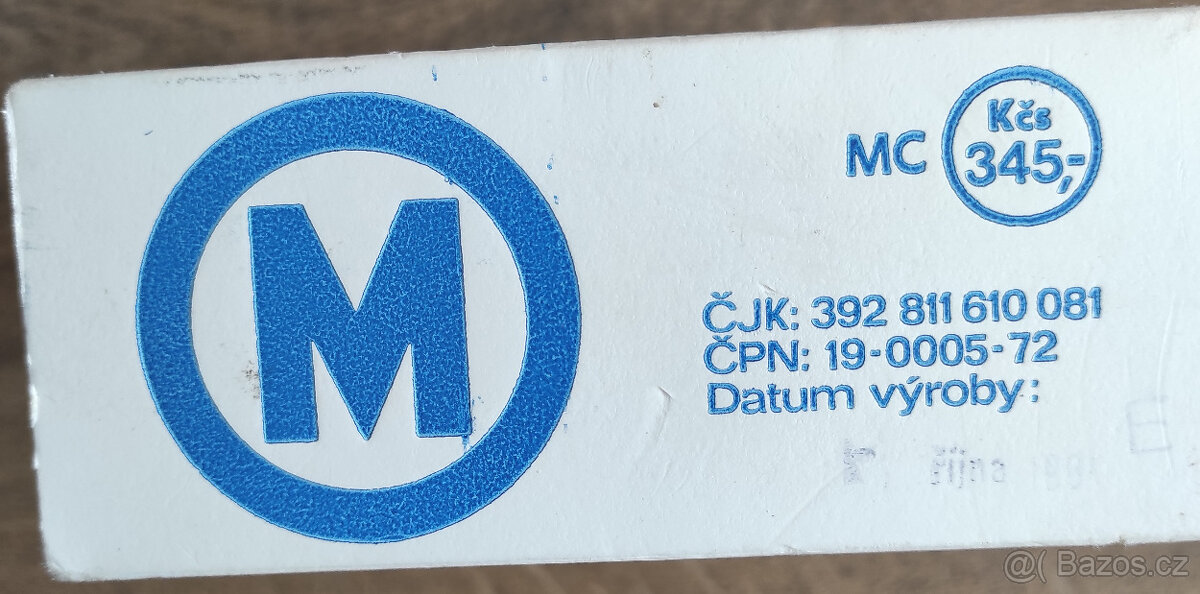 M
MC Kčs
345,-
ČJK: 392 811 610 081
ČPN: 19-0005-72
Datum výroby:
října
@( Bazos.cz